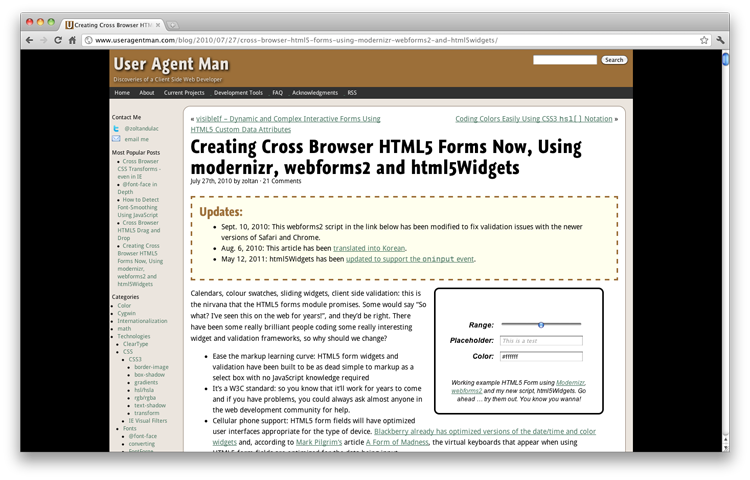 Creating Cross Browser HTM
www.useragentman.com/blog/2010/07/27/cross-browser-html5-forms-using-modernizr-webforms2-and-html5widgets/
User Agent Man
Discoveries of a Client Side Web Developer
Search
Home About Current Projects Development Tools FAQ Acknowledgments RSS
Contact Me
@zoltandulac
email me
Most Popular Posts
Cross Browser
CSS Transforms -
even in IE
@font-face in
Depth
How to Detect
Font-Smoothing
Using JavaScript
Cross Browser
HTML5 Drag and
Drop
Creating Cross
Browser HTML5
Forms Now, Using
modernizr,
webforms2 and
html5Widgets
Categories
Color
Cygwin
Internationalization
math
Technologies
ClearType
CSS
CSS3
border-image
box-shadow
gradients
hsl/hsla
rgb/rgba
text-shadow
transform
IE Visual Filters
Fonts
@font-face
converting
FontForge
« visibleIf – Dynamic and Complex Interactive Forms Using
HTML5 Custom Data Attributes
Coding Colors Easily Using CSS3 hsl() Notation »
Creating Cross Browser HTML5 Forms Now, Using
modernizr, webforms2 and html5Widgets
July 27th, 2010 by zoltan · 21 Comments
Updates:
Sept. 10, 2010: This webforms2 script in the link below has been modified to fix validation issues with the newer
versions of Safari and Chrome.
Aug. 6, 2010: This article has been translated into Korean.
May 12, 2011: html5Widgets has been updated to support the oninput event.
Calendars, colour swatches, sliding widgets, client side validation: this is
the nirvana that the HTML5 forms module promises. Some would say “So
what? I’ve seen this on the web for years!”, and they’d be right. There
have been some really brilliant people coding some really interesting
widget and validation frameworks, so why should we change?
Range:
Placeholder: This is a test
Color: #ffffff
Working example HTML5 Form using Modernizr,
webforms2 and my new script, html5Widgets. Go
ahead … try them out. You know you wanna!
Ease the markup learning curve: HTML5 form widgets and
validation have been built to be as dead simple to markup as a
select box with no JavaScript knowledge required
It’s a W3C standard: so you know that it’ll work for years to come
and if you have problems, you could always ask almost anyone in
the web development community for help.
Cellular phone support: HTML5 form fields will have optimized
user interfaces appropriate for the type of device. Blackberry already has optimized versions of the date/time and color
widgets and, according to Mark Pilgrim’s article A Form of Madness, the virtual keyboards that appear when using
HTML5 form fields are optimized for the data being input